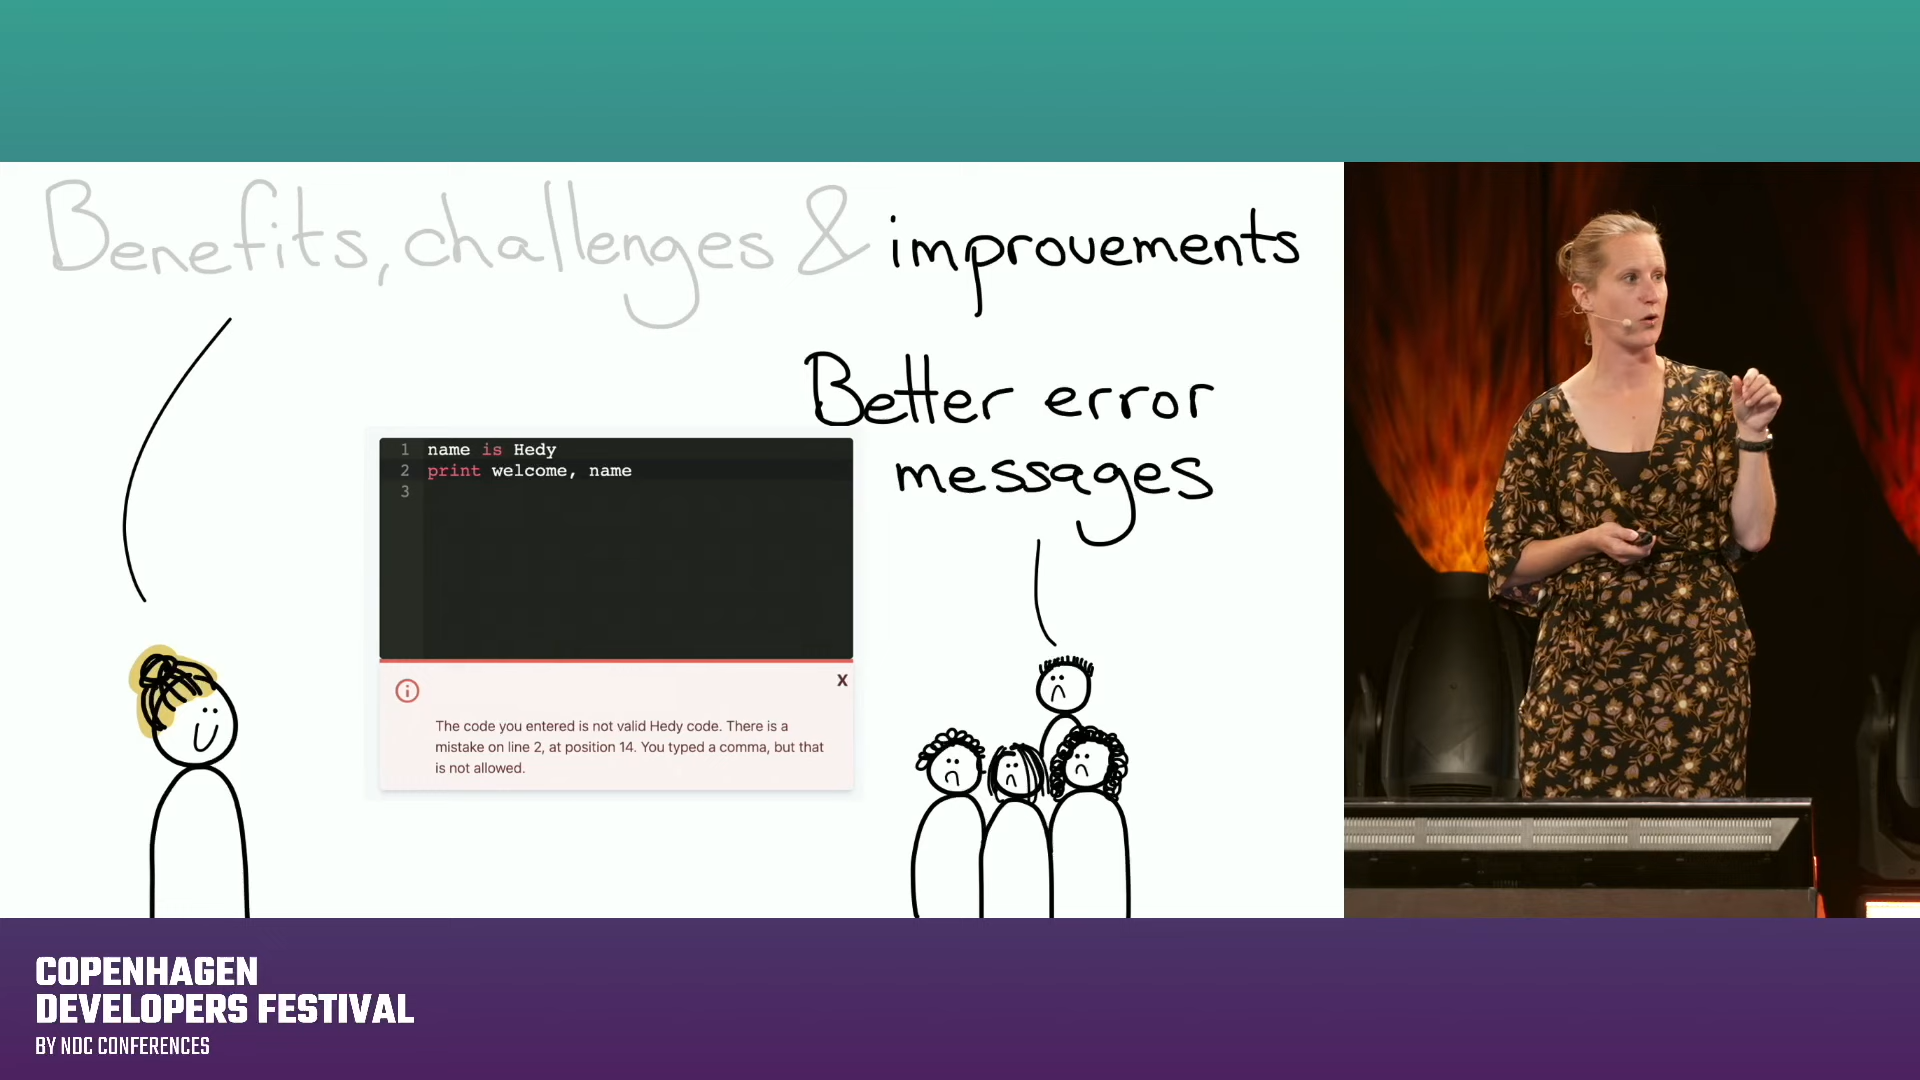 Benefits, challenges & improvements
Better error
messages
1 name is Hedy
2 print welcome, name
3
X
The code you entered is not valid Hedy code. There is a
mistake on line 2, at position 14. You typed a comma, but that
is not allowed.
COPENHAGEN
DEVELOPERS FESTIVAL
BY NDC CONFERENCES